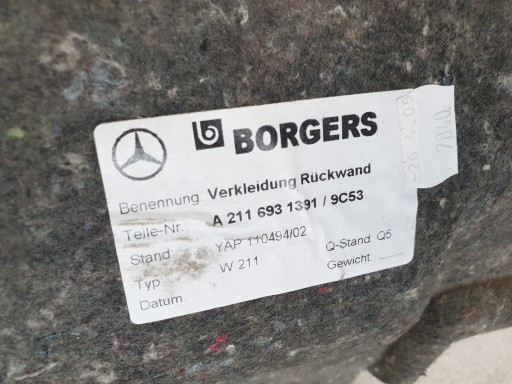 BORGERS
Benennung: Verkleidung Rückwand
Teile-Nr. A 211 693 1391 / 9C53
Stand YAP 110494/02 Q-Stand: Q5
Typ W 211 Gewicht:
Datum: